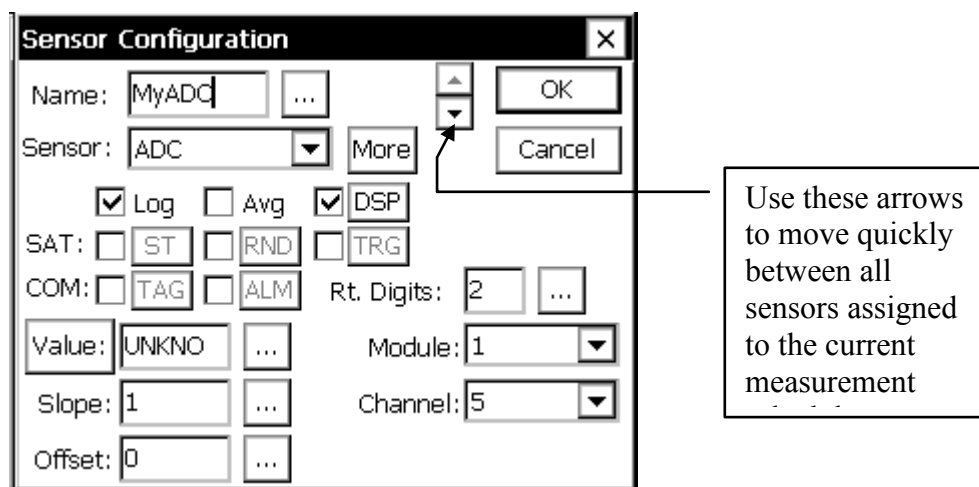 Sensor Configuration
Name: MyADC ... OK
Sensor: ADC More Cancel
Log Avg DSP
SAT: ST RND TRG
COM: TAG ALM Rt. Digits: 2 ...
Value: UNKNO ... Module: 1
Slope: 1 ... Channel: 5
Offset: 0 ...
Use these arrows
to move quickly
between all
sensors assigned
to the current
measurement